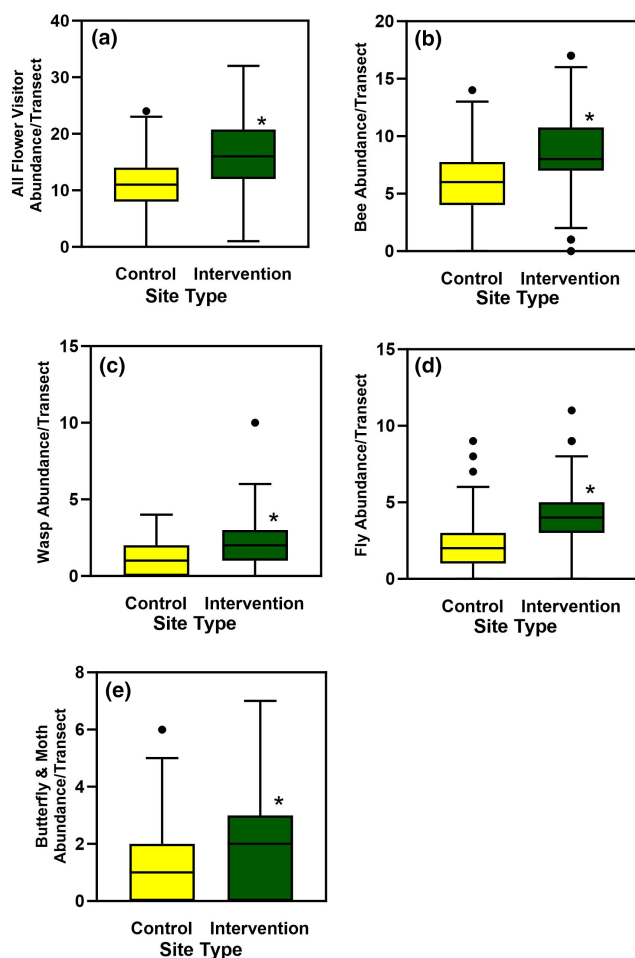 (a)
All Flower Visitor
Abundance/Transect
40
30
20
10
0
*
Control Intervention
Site Type
(b)
Bee Abundance/Transect
20
15
10
5
0
*
Control Intervention
Site Type
(c)
Wasp Abundance/Transect
15
10
5
0
*
Control Intervention
Site Type
(d)
Fly Abundance/Transect
15
10
5
0
*
Control Intervention
Site Type
(e)
Butterfly & Moth
Abundance/Transect
8
6
4
2
0
*
Control Intervention
Site Type